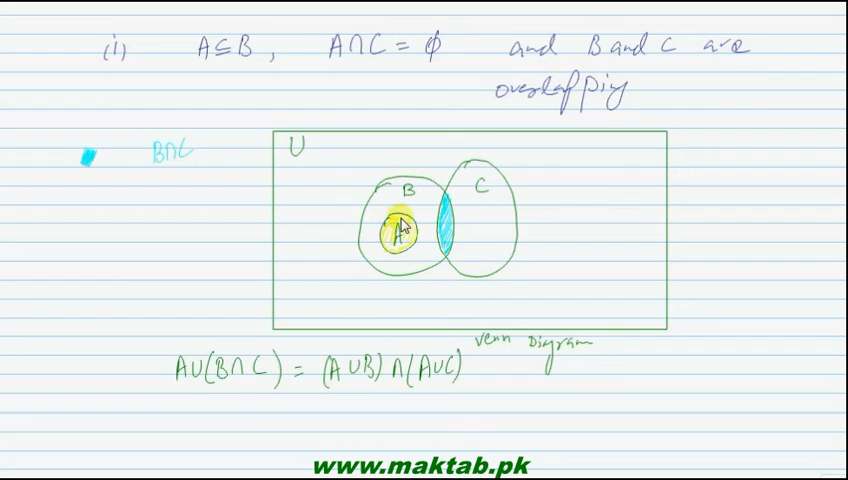 (i) A⊆B, A∩C = ϕ and B and C are
overlapping
B∩C
U
B
C
A
Venn Diagram
A∪(B∩C) = (A∪B)∩(A∪C)
www.maktab.pk